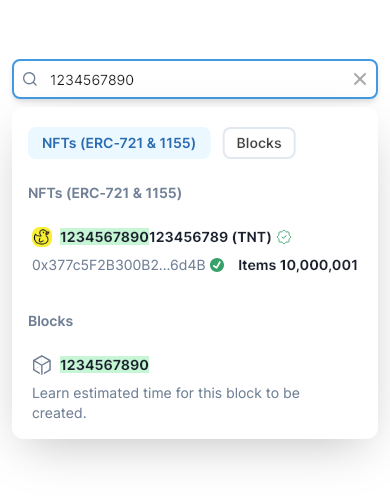 1234567890
NFTs (ERC-721 & 1155) Blocks
NFTs (ERC-721 & 1155)
1234567890123456789 (TNT)
0x377c5F2B300B2...6d4B Items 10,000,001
Blocks
1234567890
Learn estimated time for this block to be
created.